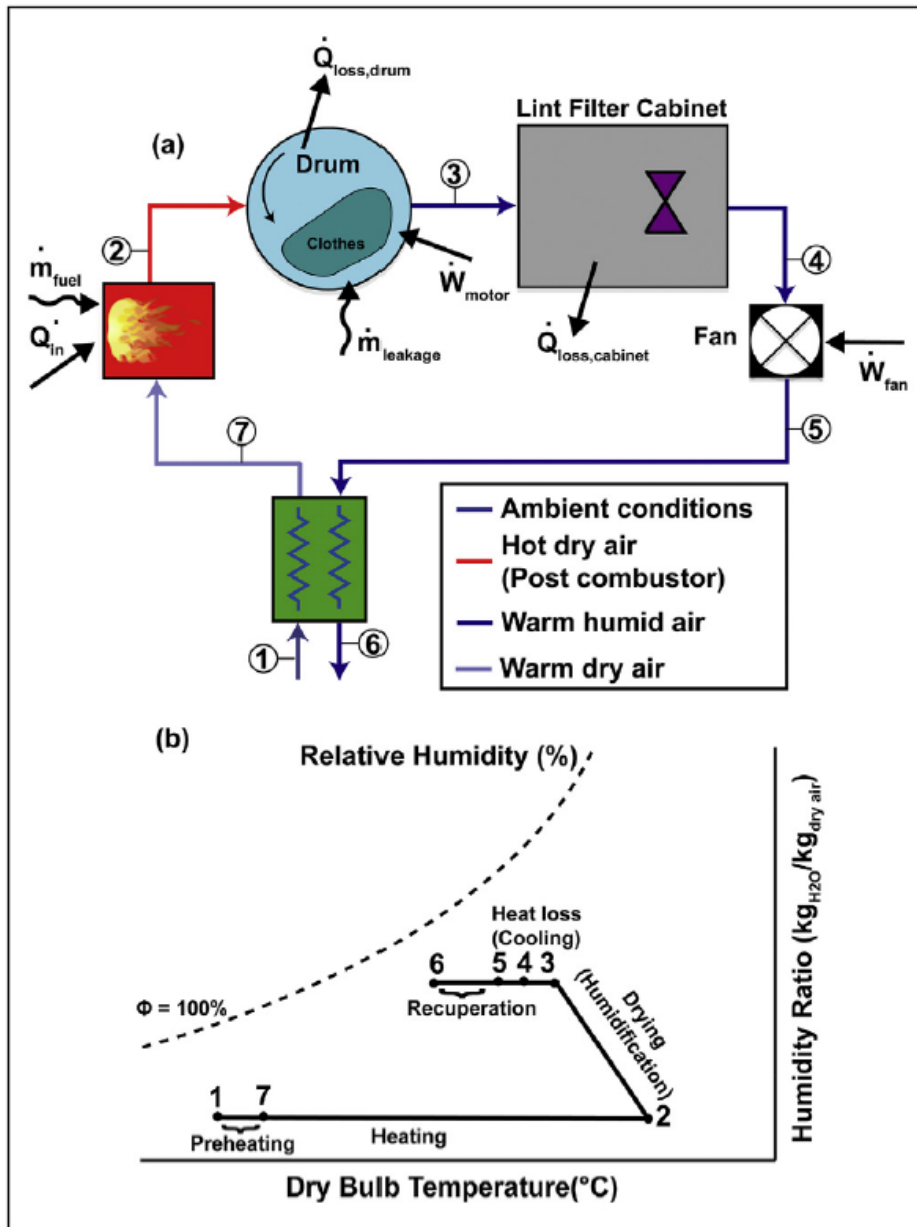 (a)
Q̇loss,drum
Lint Filter Cabinet
Drum
Clothes
③
②
④
ṁfuel
Q̇in
Ẇmotor
ṁleakage
Q̇loss,cabinet
Fan
Ẇfan
⑤
⑦
①
⑥
Ambient conditions
Hot dry air
(Post combustor)
Warm humid air
Warm dry air
(b)
Relative Humidity (%)
Φ = 100%
Heat loss
(Cooling)
6
5 4 3
Recuperation
Drying
(Humidification)
1 7
2
Preheating
Heating
Dry Bulb Temperature(°C)
Humidity Ratio (kgH2O/kgdry air)